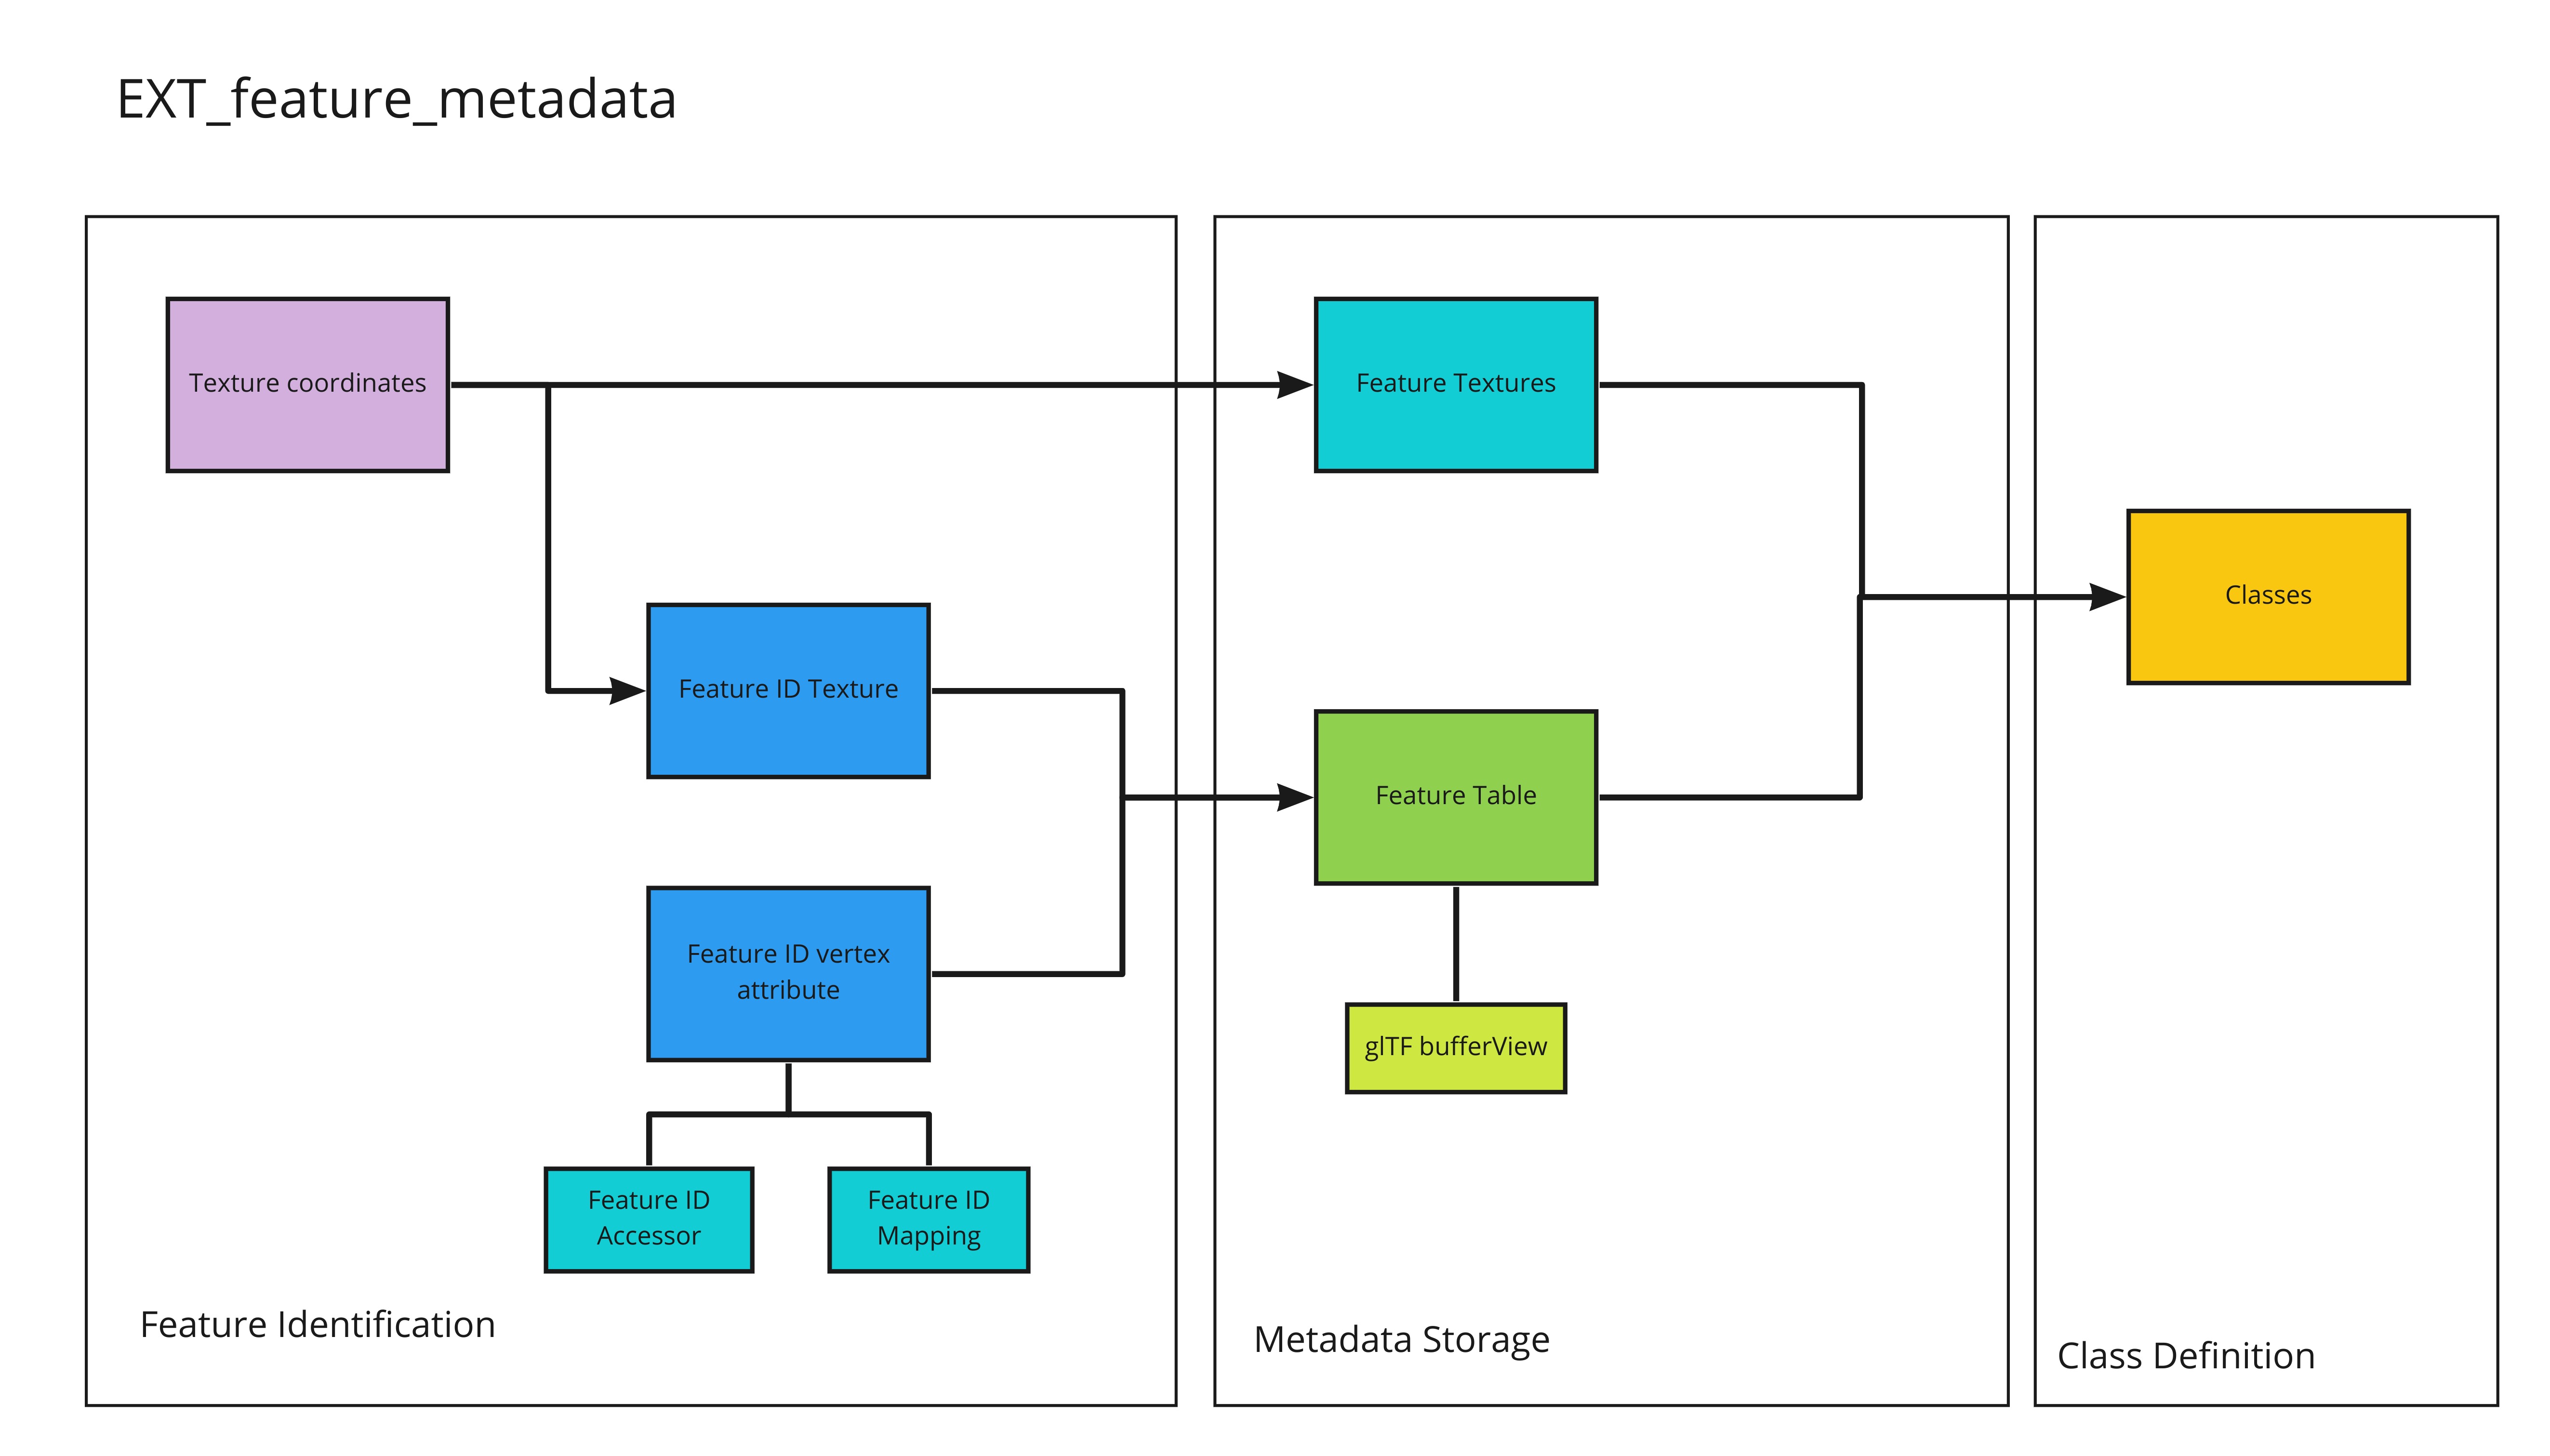 EXT_feature_metadata
Texture coordinates
Feature Textures
Classes
Feature ID Texture
Feature Table
Feature ID vertex
attribute
glTF bufferView
Feature ID
Accessor
Feature ID
Mapping
Feature Identification
Metadata Storage
Class Definition